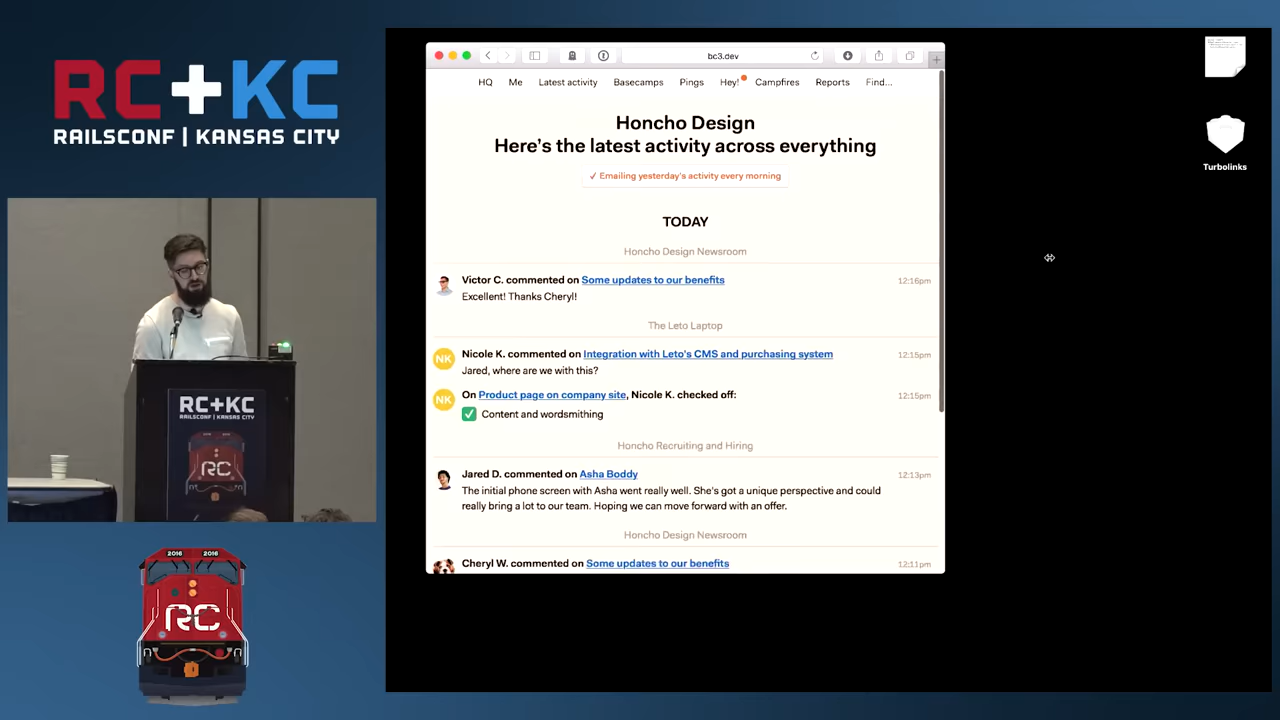 RC+KC
RAILSCONF | KANSAS CITY
RC+KC
RAILSCONF | KANSAS CITY
RC
2016 2016
RC
bc3.dev
HQ Me Latest activity Basecamps Pings Hey! Campfires Reports Find...
Honcho Design
Here's the latest activity across everything
✓ Emailing yesterday's activity every morning
TODAY
Honcho Design Newsroom
Victor C. commented on Some updates to our benefits 12:16pm
Excellent! Thanks Cheryl!
The Leto Laptop
NK Nicole K. commented on Integration with Leto's CMS and purchasing system 12:15pm
Jared, where are we with this?
NK On Product page on company site, Nicole K. checked off: 12:15pm
Content and wordsmithing
Honcho Recruiting and Hiring
Jared D. commented on Asha Boddy 12:13pm
The initial phone screen with Asha went really well. She's got a unique perspective and could
really bring a lot to our team. Hoping we can move forward with an offer.
Honcho Design Newsroom
Cheryl W. commented on Some updates to our benefits 12:11pm
Turbolinks